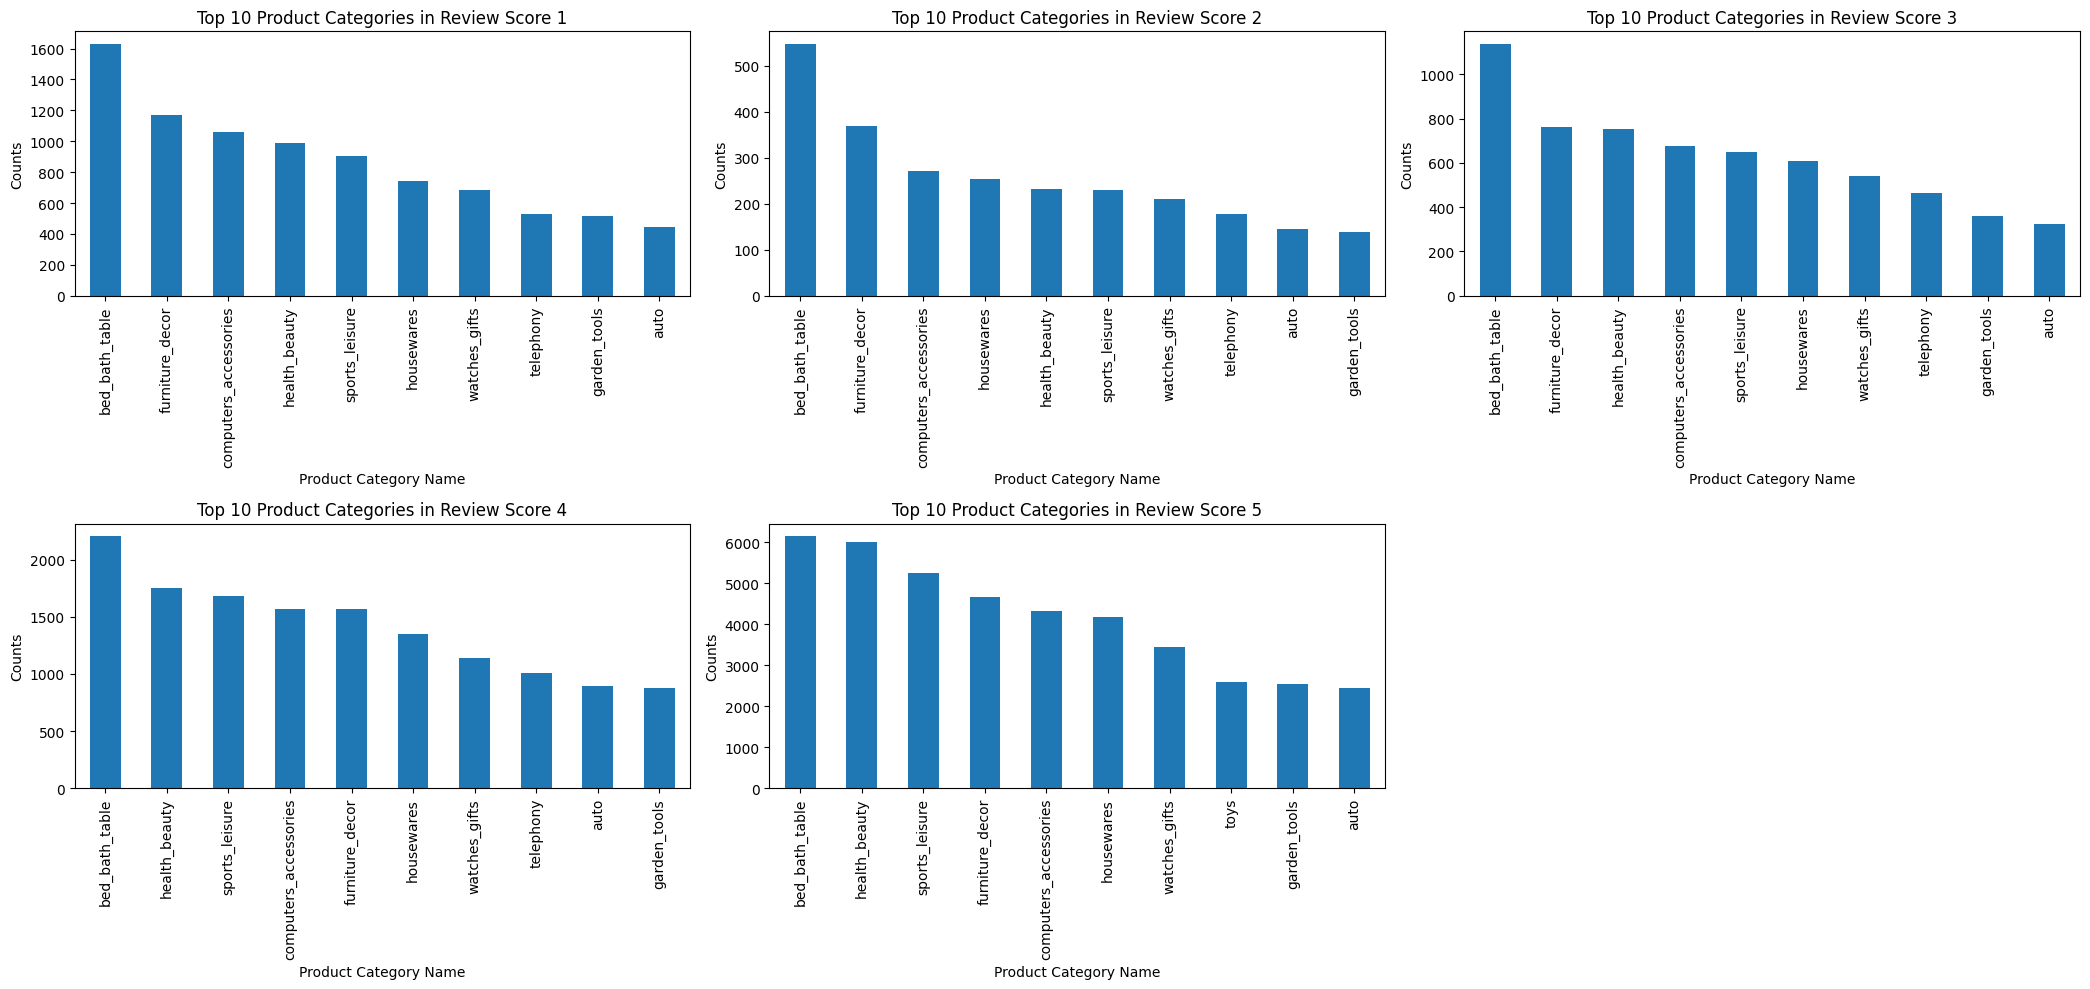 Top 10 Product Categories in Review Score 1
1600
1400
1200
1000
800
600
400
200
0
Counts
bed_bath_table
furniture_decor
computers_accessories
health_beauty
sports_leisure
housewares
watches_gifts
telephony
garden_tools
auto
Product Category Name
Top 10 Product Categories in Review Score 2
500
400
300
200
100
0
Counts
bed_bath_table
furniture_decor
computers_accessories
housewares
health_beauty
sports_leisure
watches_gifts
telephony
auto
garden_tools
Product Category Name
Top 10 Product Categories in Review Score 3
1000
800
600
400
200
0
Counts
bed_bath_table
furniture_decor
health_beauty
computers_accessories
sports_leisure
housewares
watches_gifts
telephony
garden_tools
auto
Product Category Name
Top 10 Product Categories in Review Score 4
2000
1500
1000
500
0
Counts
bed_bath_table
health_beauty
sports_leisure
computers_accessories
furniture_decor
housewares
watches_gifts
telephony
auto
garden_tools
Product Category Name
Top 10 Product Categories in Review Score 5
6000
5000
4000
3000
2000
1000
0
Counts
bed_bath_table
health_beauty
sports_leisure
furniture_decor
computers_accessories
housewares
watches_gifts
toys
garden_tools
auto
Product Category Name